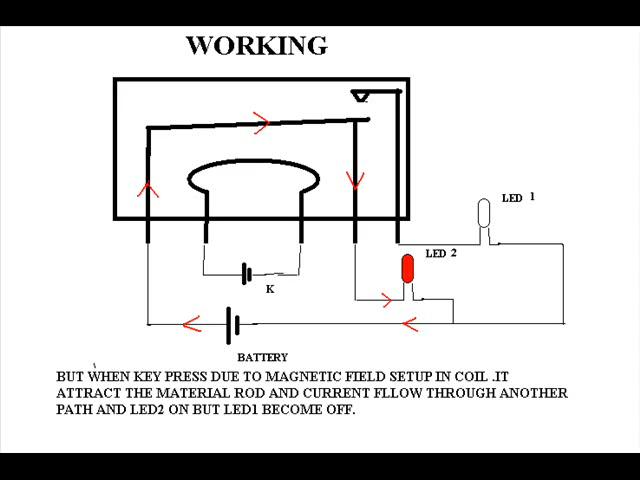 WORKING
LED 1
LED 2
K
BATTERY
BUT WHEN KEY PRESS DUE TO MAGNETIC FIELD SETUP IN COIL .IT
ATTRACT THE MATERIAL ROD AND CURRENT FLLOW THROUGH ANOTHER
PATH AND LED2 ON BUT LED1 BECOME OFF.